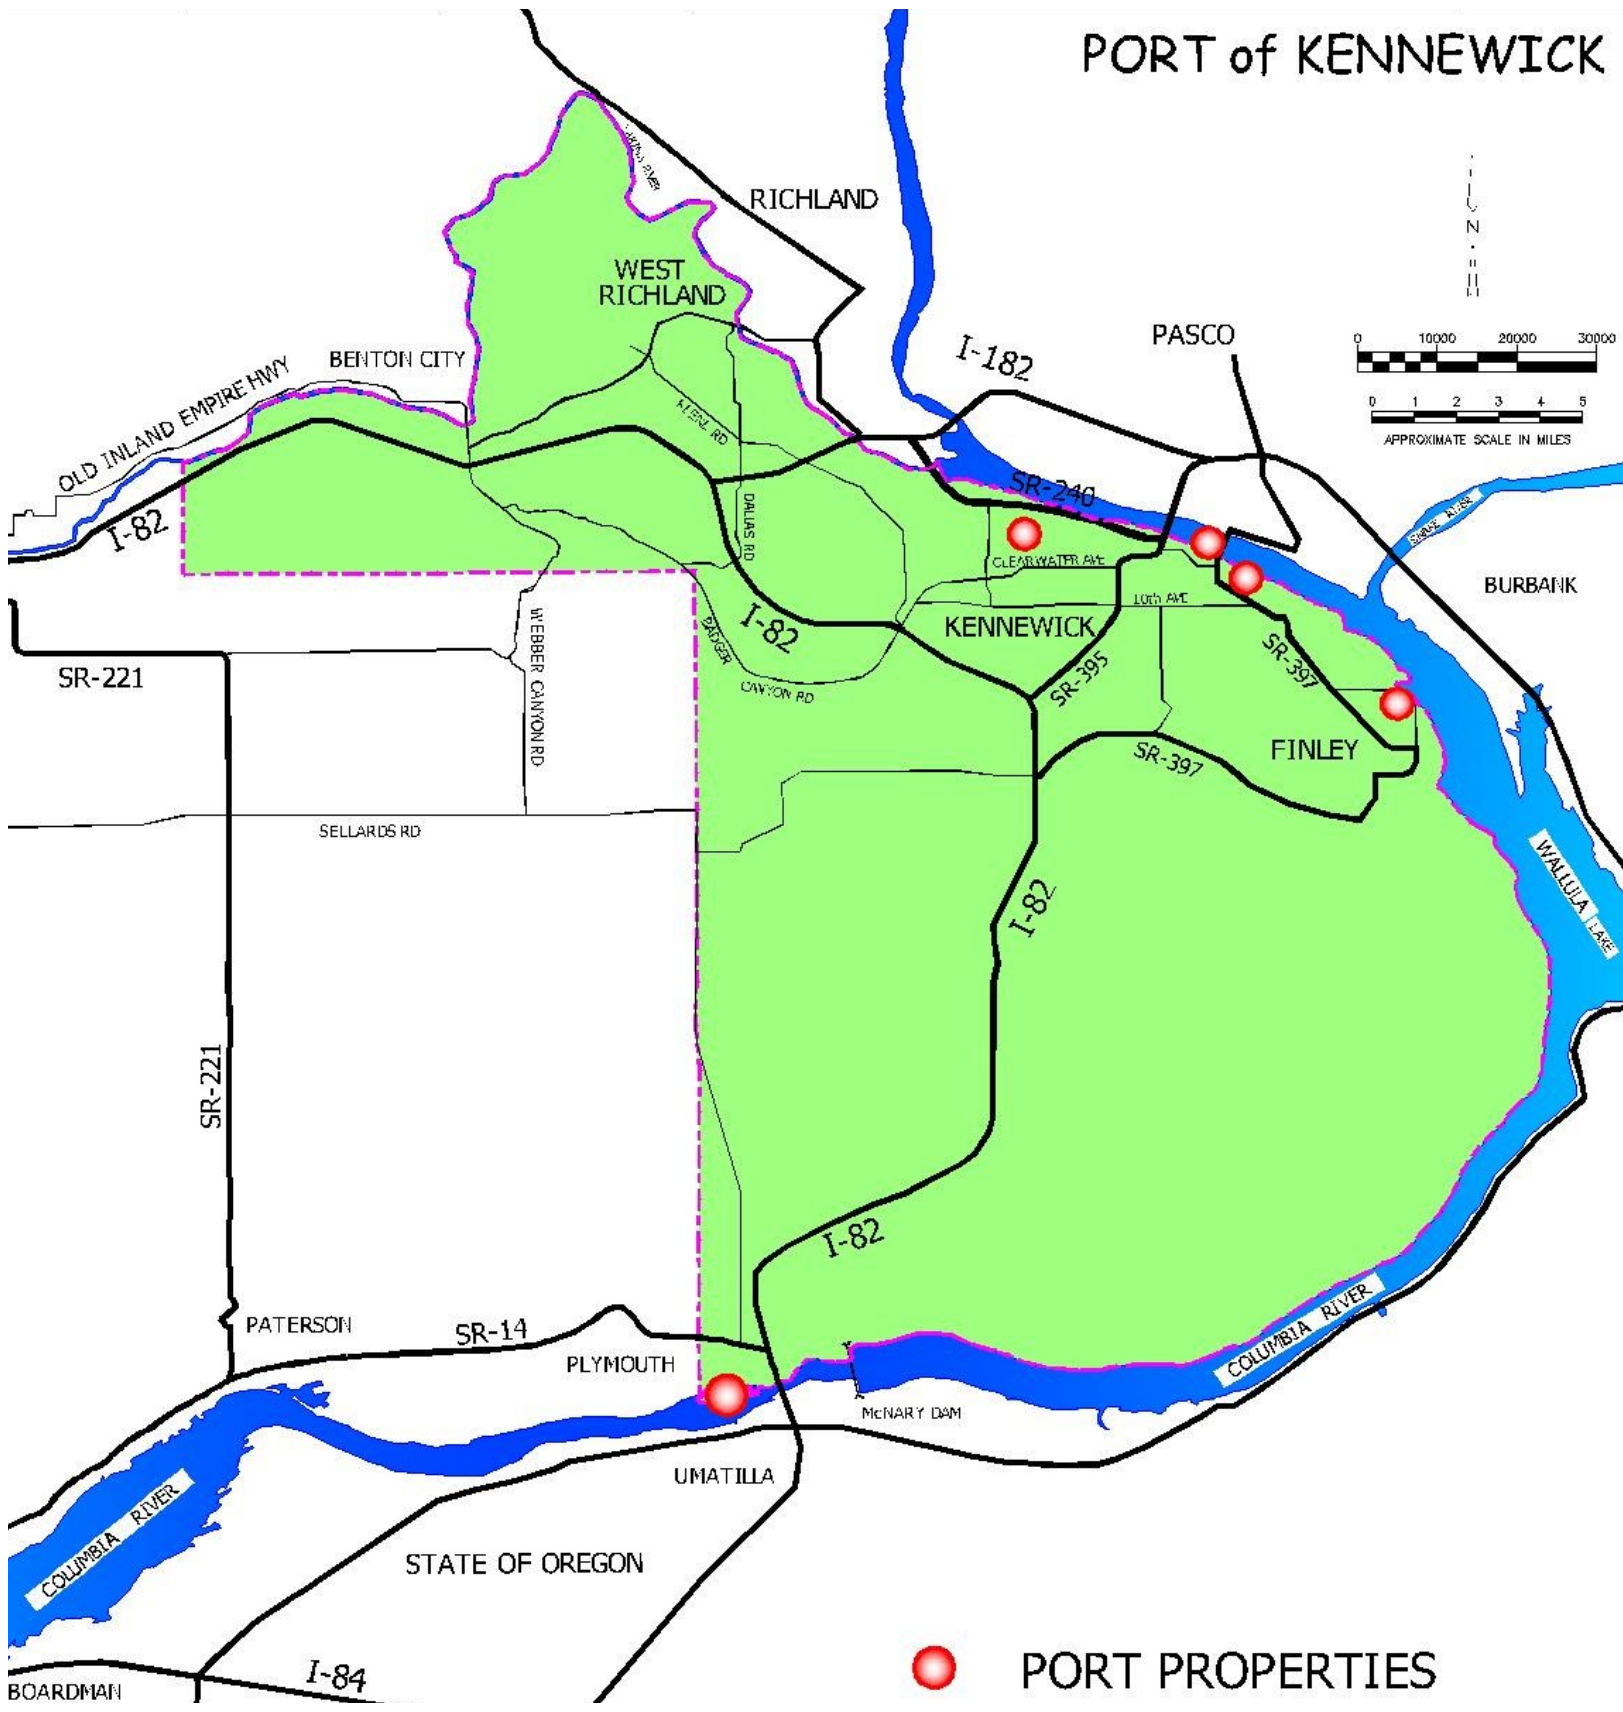 PORT of KENNEWICK
RICHLAND
N
WEST
RICHLAND
PASCO
I-182
0 10000 20000 30000
0 1 2 3 4 5
APPROXIMATE SCALE IN MILES
BENTON CITY
OLD INLAND EMPIRE HWY
I-82
KEENE RD
DALLAS RD
SR-240
SNAKE RIVER
CLEARWATER AVE
10th AVE
BURBANK
KENNEWICK
I-82
BADGER
CANYON RD
SR-395
SR-397
WEBBER CANYON RD
SR-221
FINLEY
SR-397
SELLARDS RD
WALLULA
LAKE
I-82
SR-221
I-82
PATERSON
SR-14
PLYMOUTH
COLUMBIA RIVER
McNARY DAM
UMATILLA
COLUMBIA RIVER
STATE OF OREGON
I-84
BOARDMAN
PORT PROPERTIES